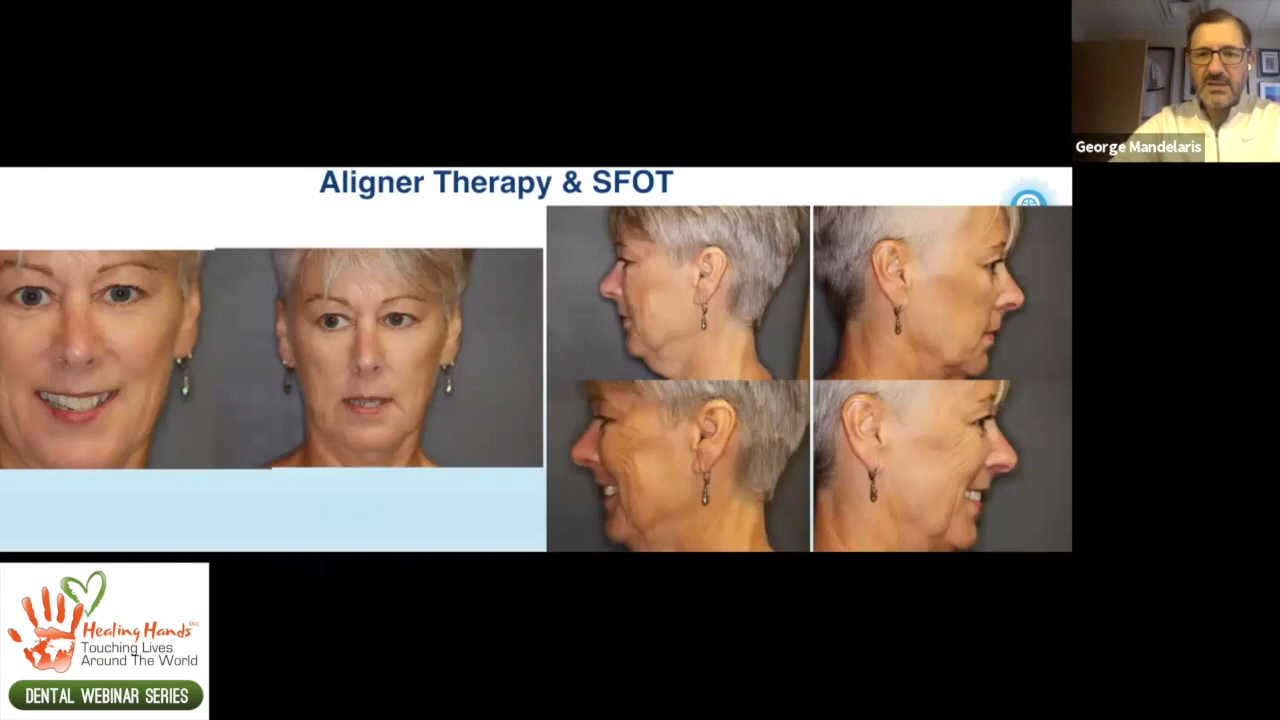 George Mandelaris
Aligner Therapy & SFOT
Healing Hands INC
Touching Lives
Around The World
DENTAL WEBINAR SERIES